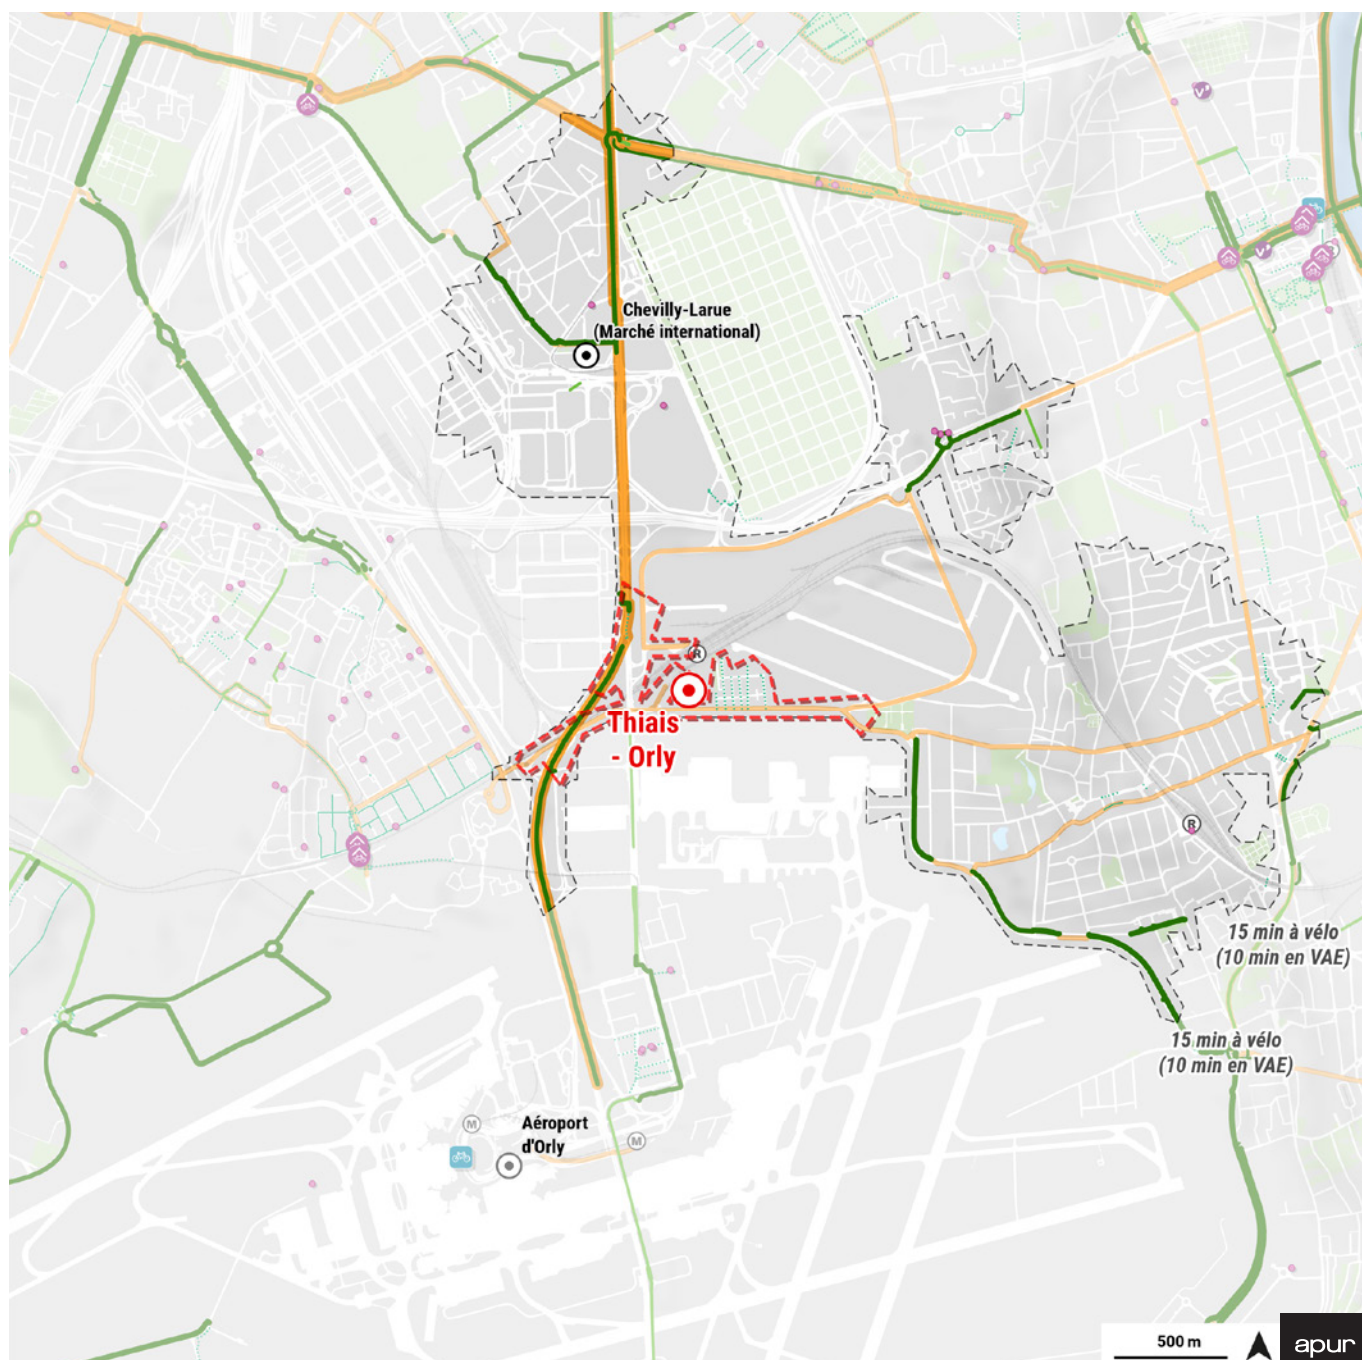 Chevilly-Larue
(Marché international)
R
Thiais
- Orly
R
15 min à vélo
(10 min en VAE)
15 min à vélo
(10 min en VAE)
Aéroport
d'Orly
M
M
500 m
apur